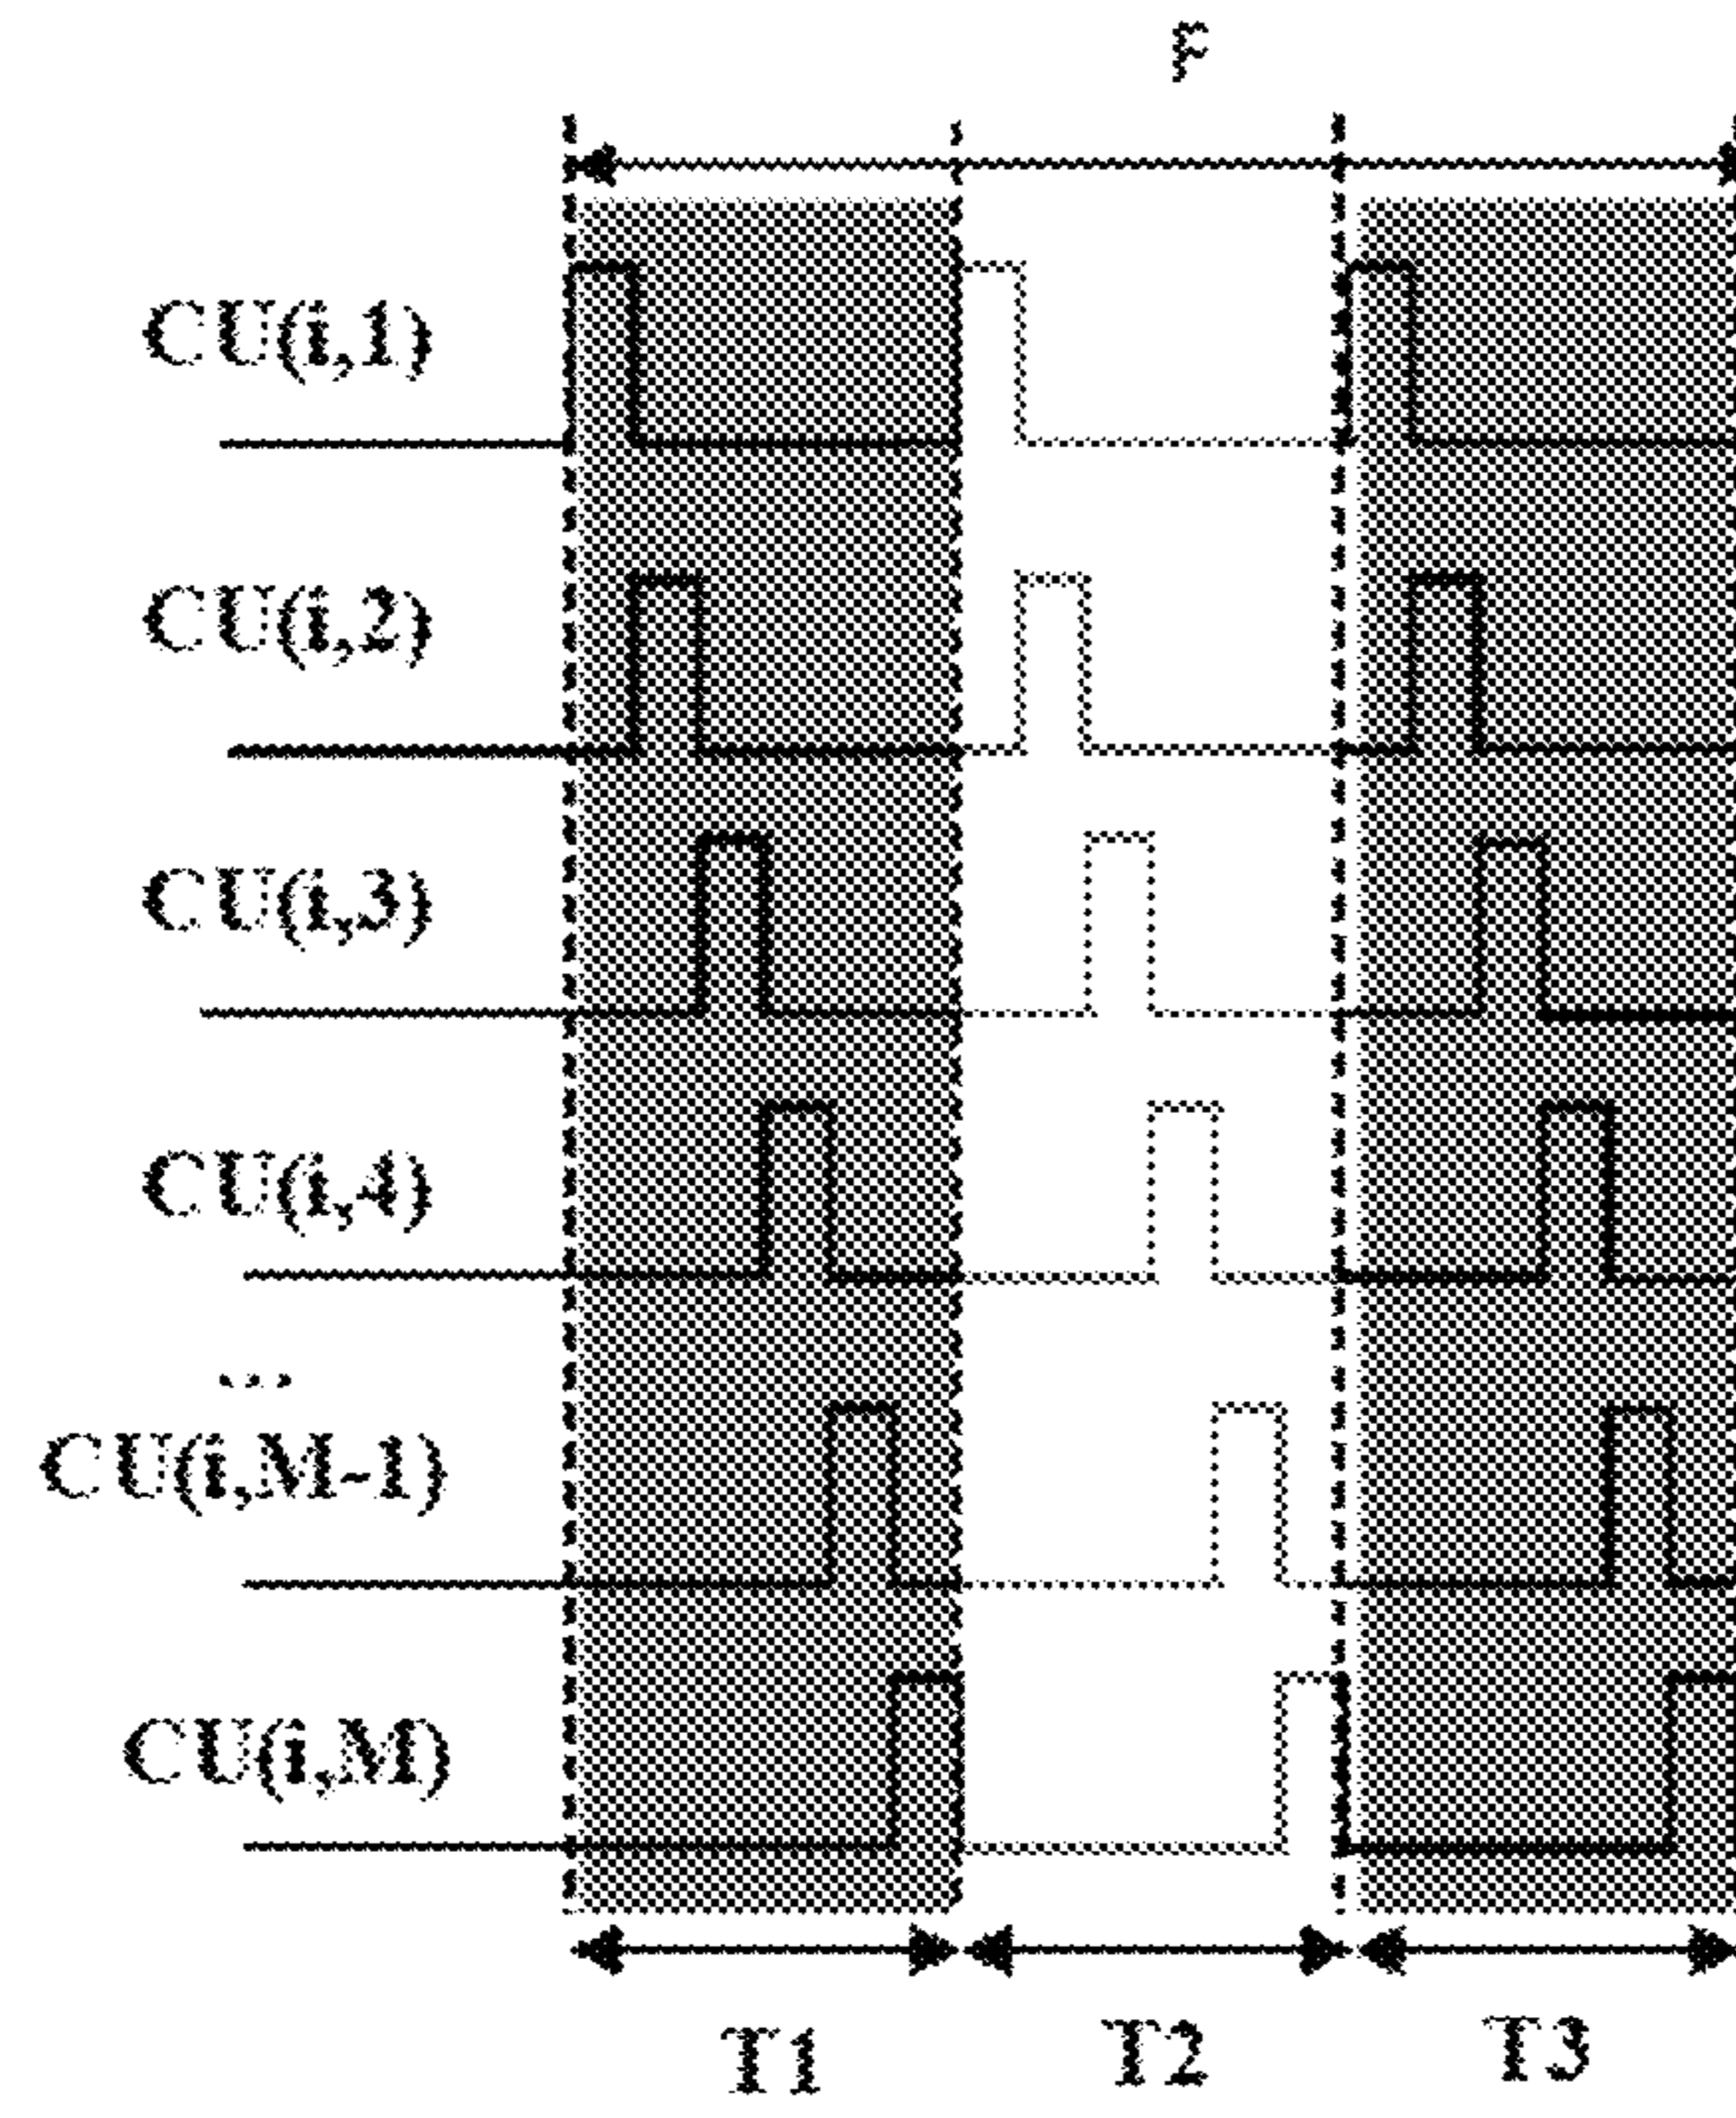 F
CU(i,1)
CU(i,2)
CU(i,3)
CU(i,4)
...
CU(i,M-1)
CU(i,M)
T1 T2 T3